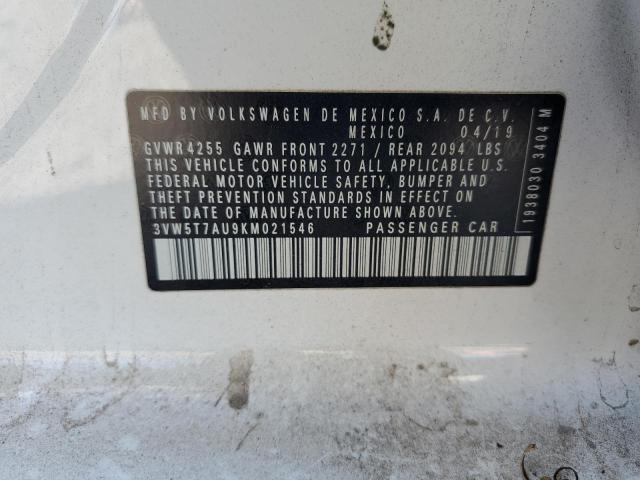 MFD BY VOLKSWAGEN DE MEXICO S.A. DE C.V.
MEXICO 04/19
GVWR 4255 GAWR FRONT 2271 / REAR 2094 LBS
THIS VEHICLE CONFORMS TO ALL APPLICABLE U.S.
FEDERAL MOTOR VEHICLE SAFETY, BUMPER AND
THEFT PREVENTION STANDARDS IN EFFECT ON
THE DATE OF MANUFACTURE SHOWN ABOVE.
3VW5T7AU9KM021546 PASSENGER CAR
1938030 3404 M